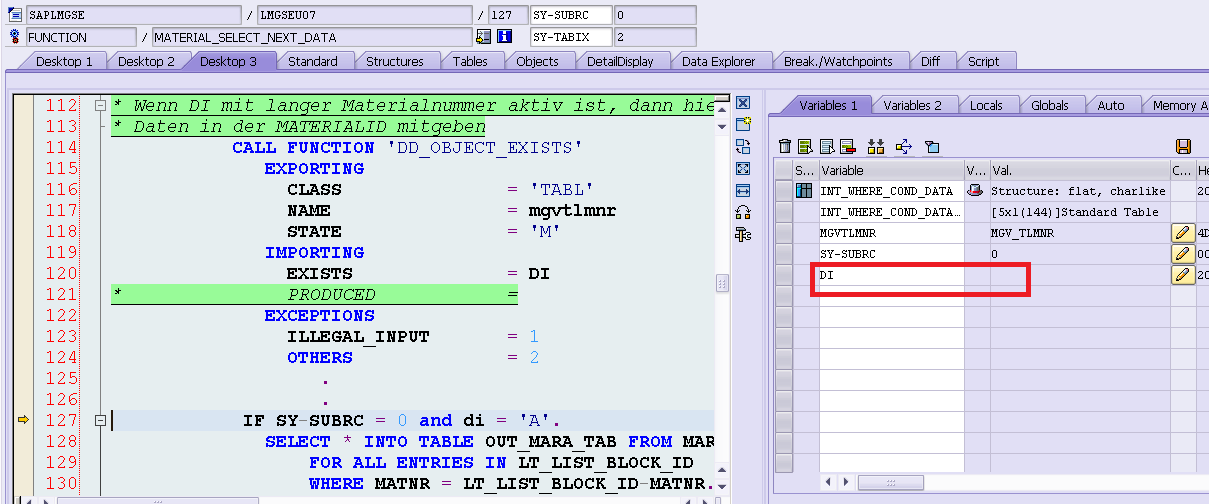 SAPLMGSE / LMGSEU07 / 127 SY-SUBRC 0
FUNCTION / MATERIAL_SELECT_NEXT_DATA SY-TABIX 2
Desktop 1 Desktop 2 Desktop 3 Standard Structures Tables Objects DetailDisplay Data Explorer Break./Watchpoints Diff Script
112 * Wenn DI mit langer Materialnummer aktiv ist, dann hie
113 * Daten in der MATERIALID mitgeben
114 CALL FUNCTION 'DD_OBJECT_EXISTS'
115 EXPORTING
116 CLASS = 'TABL'
117 NAME = mgvtlmnr
118 STATE = 'M'
119 IMPORTING
120 EXISTS = DI
121 * PRODUCED =
122 EXCEPTIONS
123 ILLEGAL_INPUT = 1
124 OTHERS = 2
125 .
126 .
127 IF SY-SUBRC = 0 and di = 'A'.
128 SELECT * INTO TABLE OUT_MARA_TAB FROM MAR
129 FOR ALL ENTRIES IN LT_LIST_BLOCK_ID
130 WHERE MATNR = LT_LIST_BLOCK_ID-MATNR.
Variables 1 Variables 2 Locals Globals Auto Memory A
S... Variable V... Val. C... He
INT_WHERE_COND_DATA Structure: flat, charlike 20
INT_WHERE_COND_DATA... [5x1(144)]Standard Table
MGVTLMNR MGV_TLMNR 4D
SY-SUBRC 0 00
DI 20